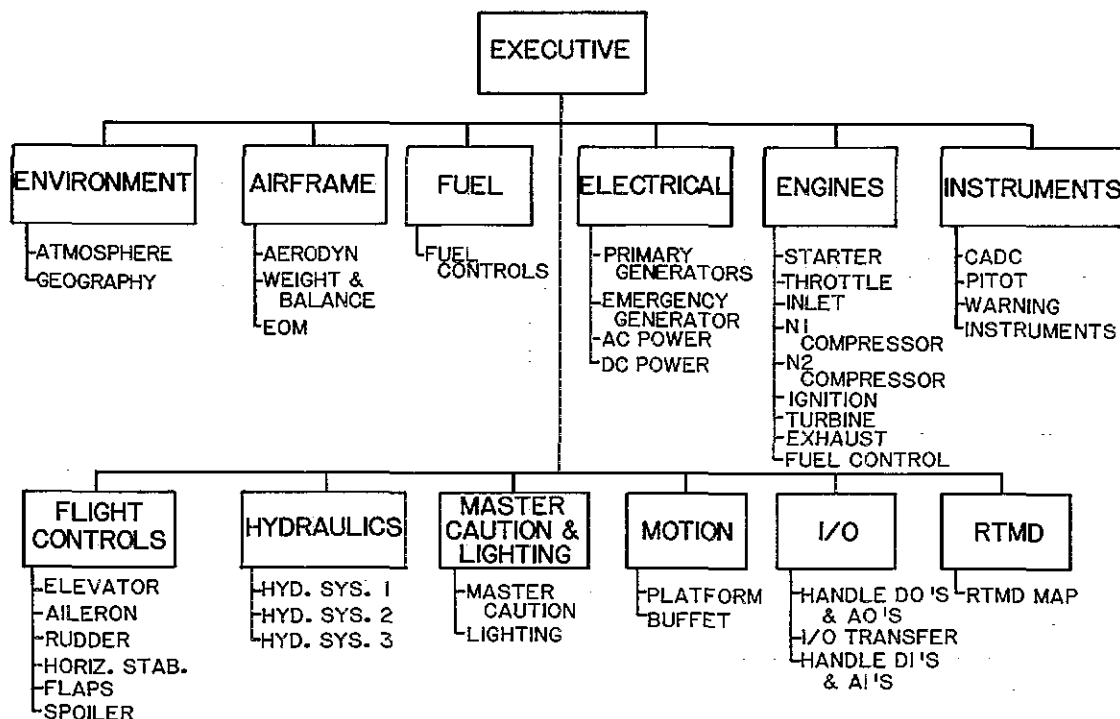 EXECUTIVE
ENVIRONMENT
ATMOSPHERE
GEOGRAPHY
AIRFRAME
AERODYN
WEIGHT &
BALANCE
EOM
FUEL
FUEL
CONTROLS
ELECTRICAL
PRIMARY
GENERATORS
EMERGENCY
GENERATOR
AC POWER
DC POWER
ENGINES
STARTER
THROTTLE
INLET
N1
COMPRESSOR
N2
COMPRESSOR
IGNITION
TURBINE
EXHAUST
FUEL CONTROL
INSTRUMENTS
CADC
PITOT
WARNING
INSTRUMENTS
FLIGHT
CONTROLS
ELEVATOR
AILERON
RUDDER
HORIZ. STAB.
FLAPS
SPOILER
HYDRAULICS
HYD. SYS. 1
HYD. SYS. 2
HYD. SYS. 3
MASTER
CAUTION &
LIGHTING
MASTER
CAUTION
LIGHTING
MOTION
PLATFORM
BUFFET
I/O
HANDLE DO'S
& AO'S
I/O TRANSFER
HANDLE DI'S
& AI'S
RTMD
RTMD MAP